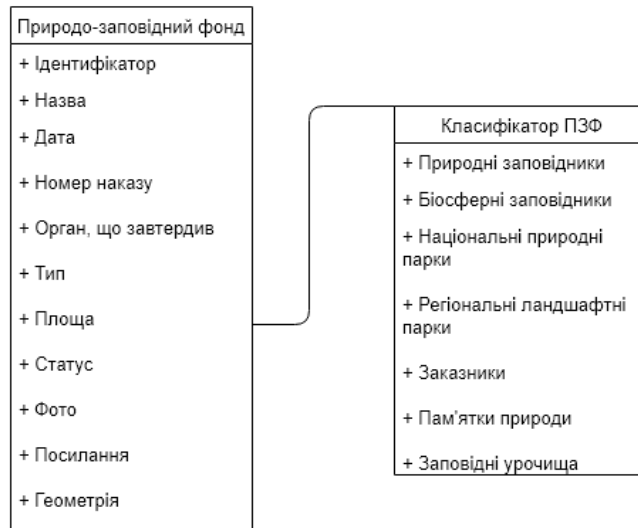 Природо-заповідний фонд
+ Ідентифікатор
+ Назва
+ Дата
+ Номер наказу
+ Орган, що завтердив
+ Тип
+ Площа
+ Статус
+ Фото
+ Посилання
+ Геометрія
Класифікатор ПЗФ
+ Природні заповідники
+ Біосферні заповідники
+ Національні природні
парки
+ Регіональні ландшафтні
парки
+ Заказники
+ Пам'ятки природи
+ Заповідні урочища